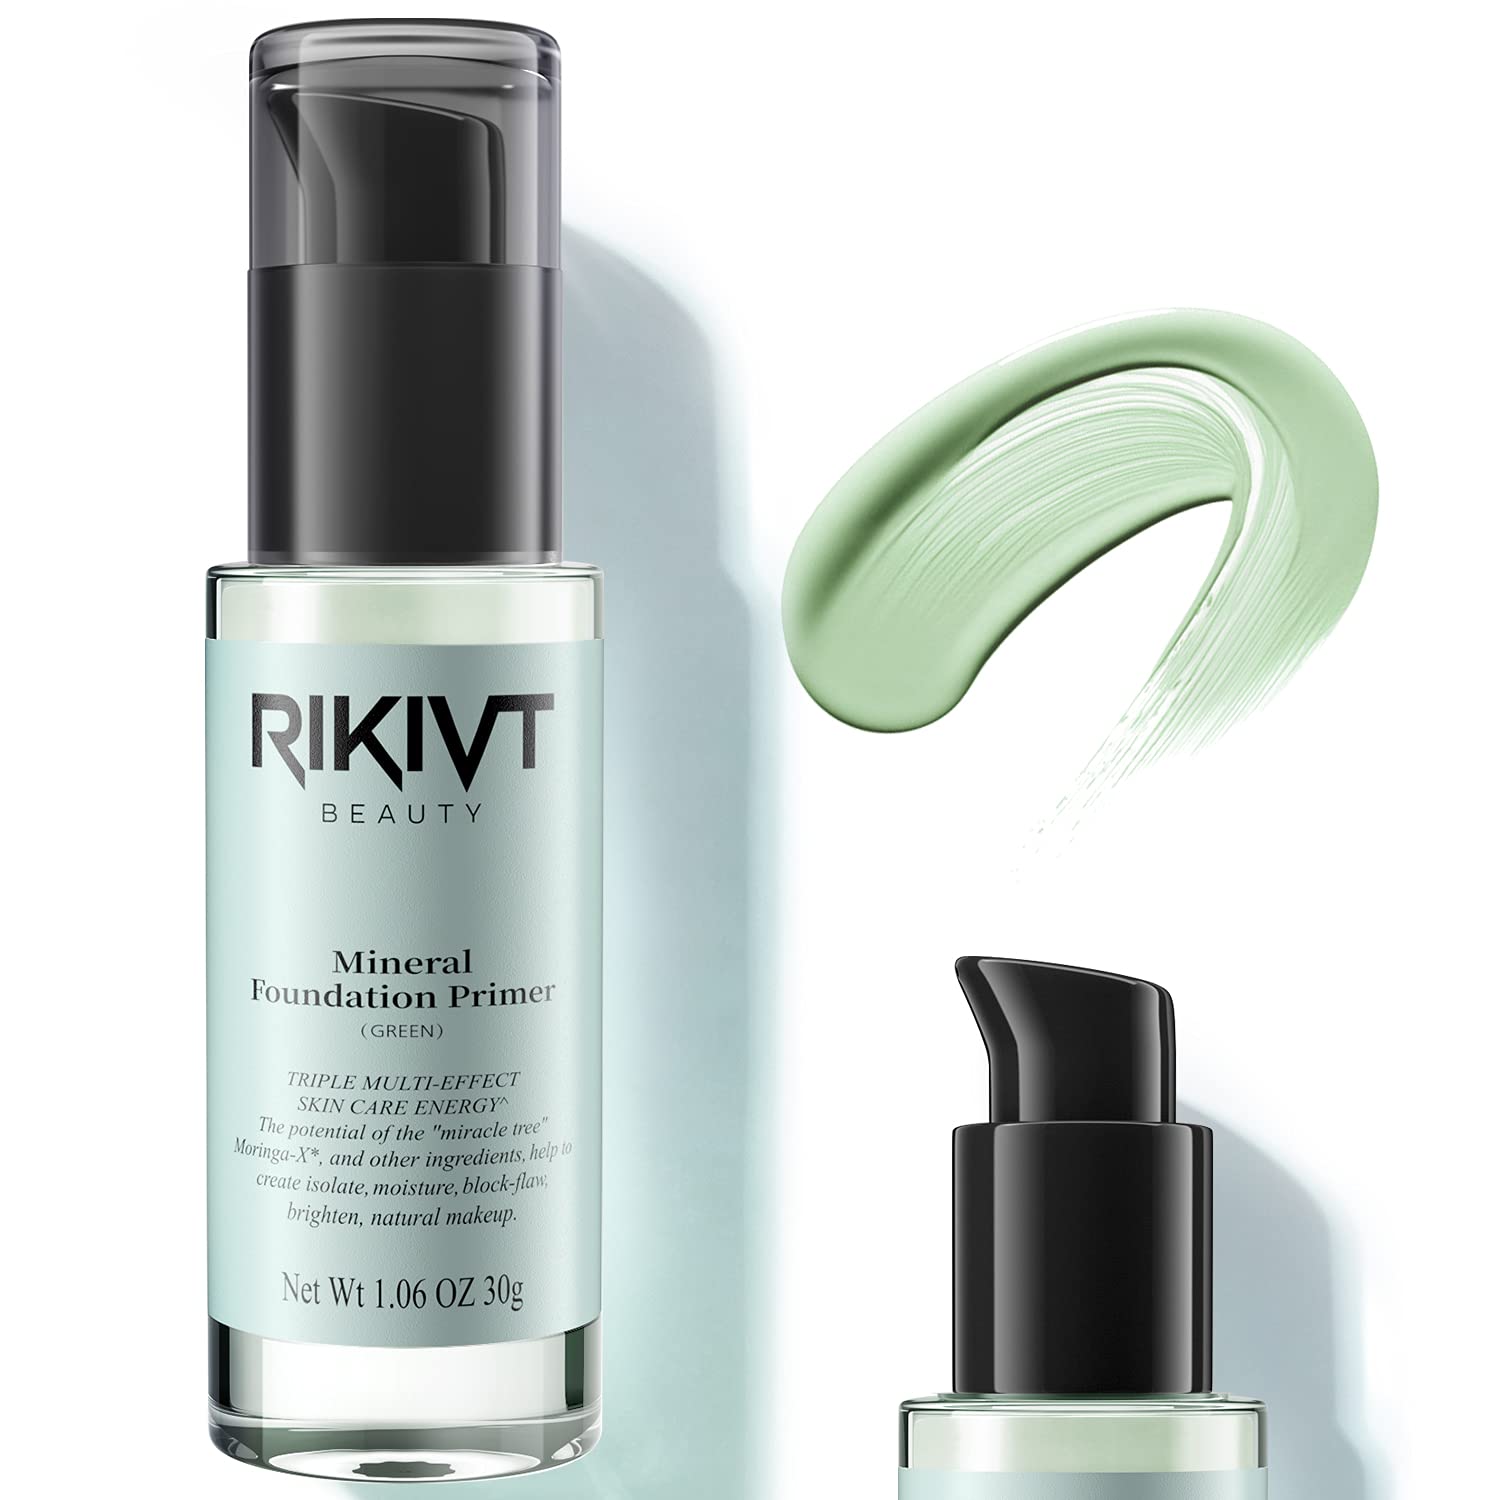 RIKIVT
BEAUTY
Mineral
Foundation Primer
(GREEN)
TRIPLE MULTI-EFFECT
SKIN CARE ENERGY^
The potential of the "miracle tree"
Moringa-X*, and other ingredients, help to
create isolate, moisture, block-flaw,
brighten, natural makeup.
Net Wt 1.06 OZ 30g